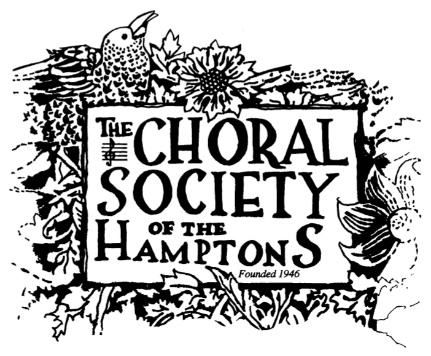 THE CHORAL
SOCIETY
OF THE
HAMPTONS
Founded 1946